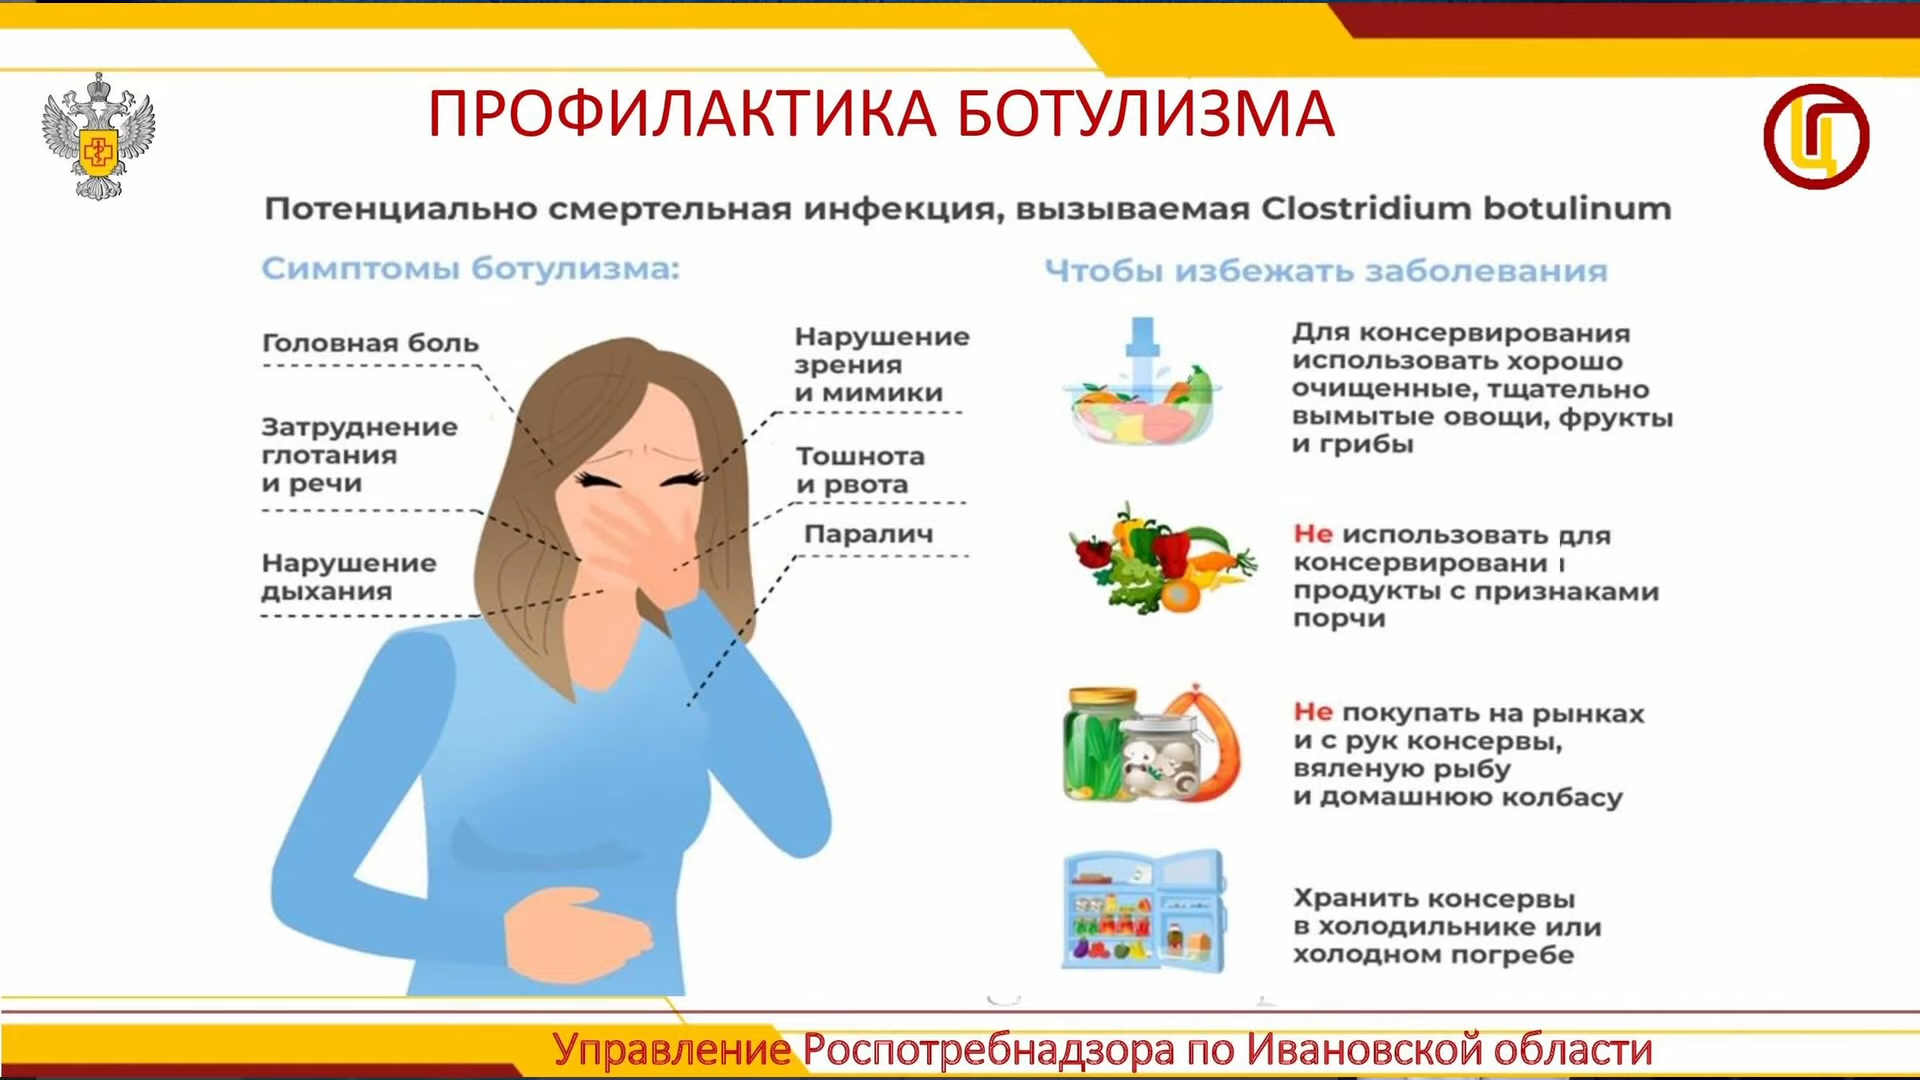 ПРОФИЛАКТИКА БОТУЛИЗМА
Потенциально смертельная инфекция, вызываемая Clostridium botulinum
Симптомы ботулизма:
Головная боль
Затруднение
глотания
и речи
Нарушение
дыхания
Нарушение
зрения
и мимики
Тошнота
и рвота
Паралич
Чтобы избежать заболевания
Для консервирования
использовать хорошо
очищенные, тщательно
вымытые овощи, фрукты
и грибы
Не использовать для
консервировани
продукты с признаками
порчи
Не покупать на рынках
и с рук консервы,
вяленую рыбу
и домашнюю колбасу
Хранить консервы
в холодильнике или
холодном погребе
Управление Роспотребнадзора по Ивановской области